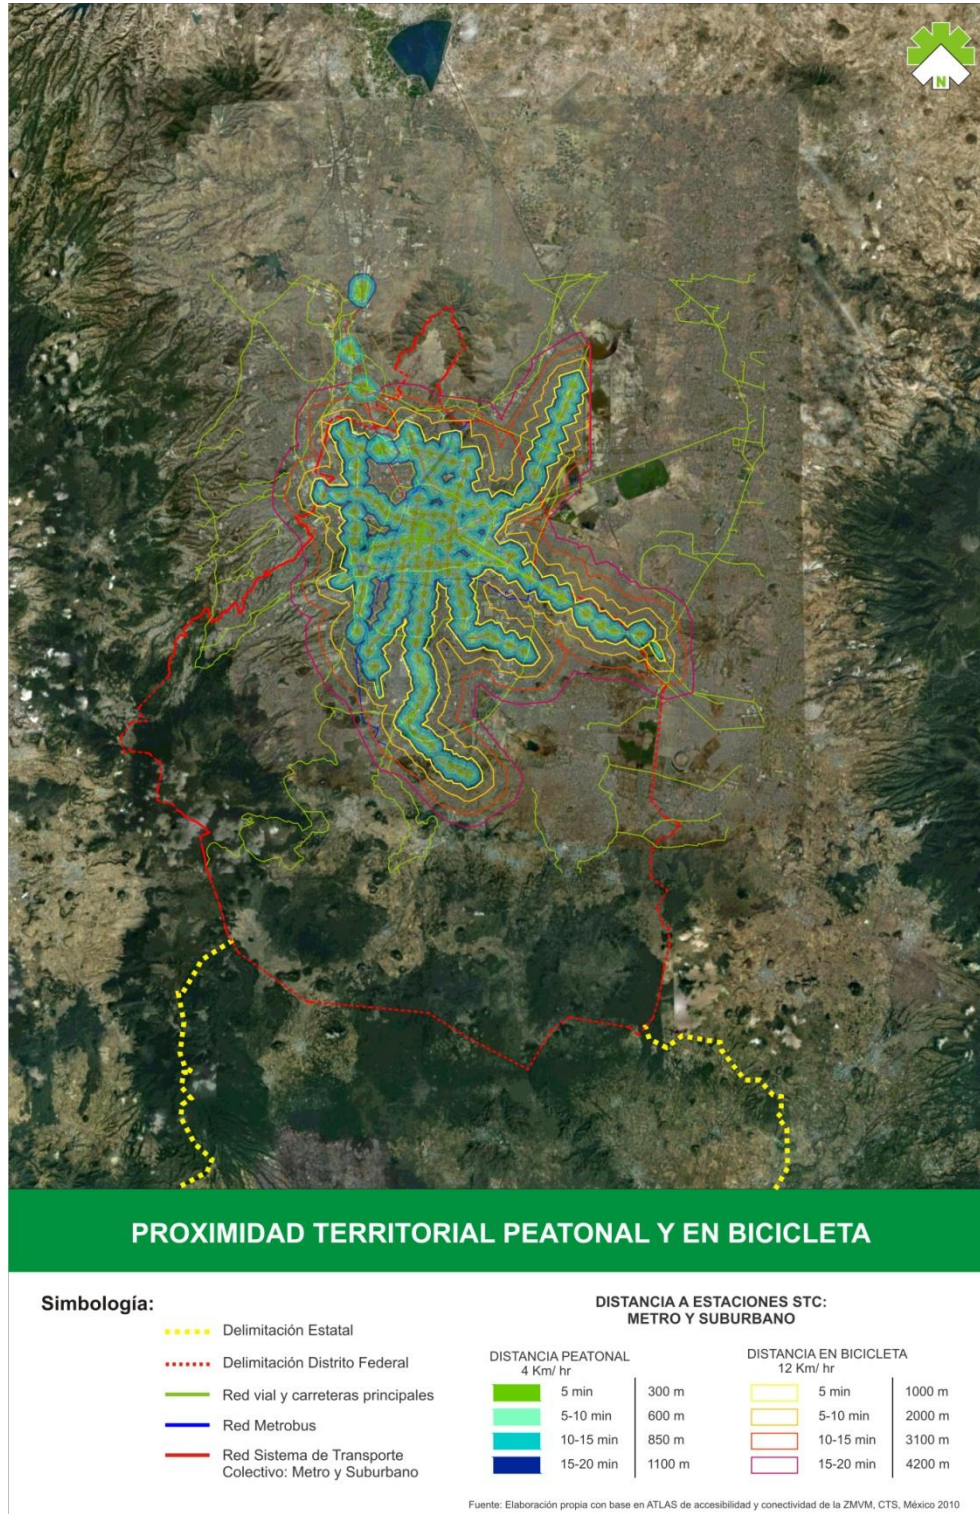 N
PROXIMIDAD TERRITORIAL PEATONAL Y EN BICICLETA
Simbología:
Delimitación Estatal
Delimitación Distrito Federal
Red vial y carreteras principales
Red Metrobus
Red Sistema de Transporte
Colectivo: Metro y Suburbano
DISTANCIA A ESTACIONES STC:
METRO Y SUBURBANO
DISTANCIA PEATONAL
4 Km/ hr
5 min 300 m
5-10 min 600 m
10-15 min 850 m
15-20 min 1100 m
DISTANCIA EN BICICLETA
12 Km/ hr
5 min 1000 m
5-10 min 2000 m
10-15 min 3100 m
15-20 min 4200 m
Fuente: Elaboración propia con base en ATLAS de accesibilidad y conectividad de la ZMVM, CTS, México 2010